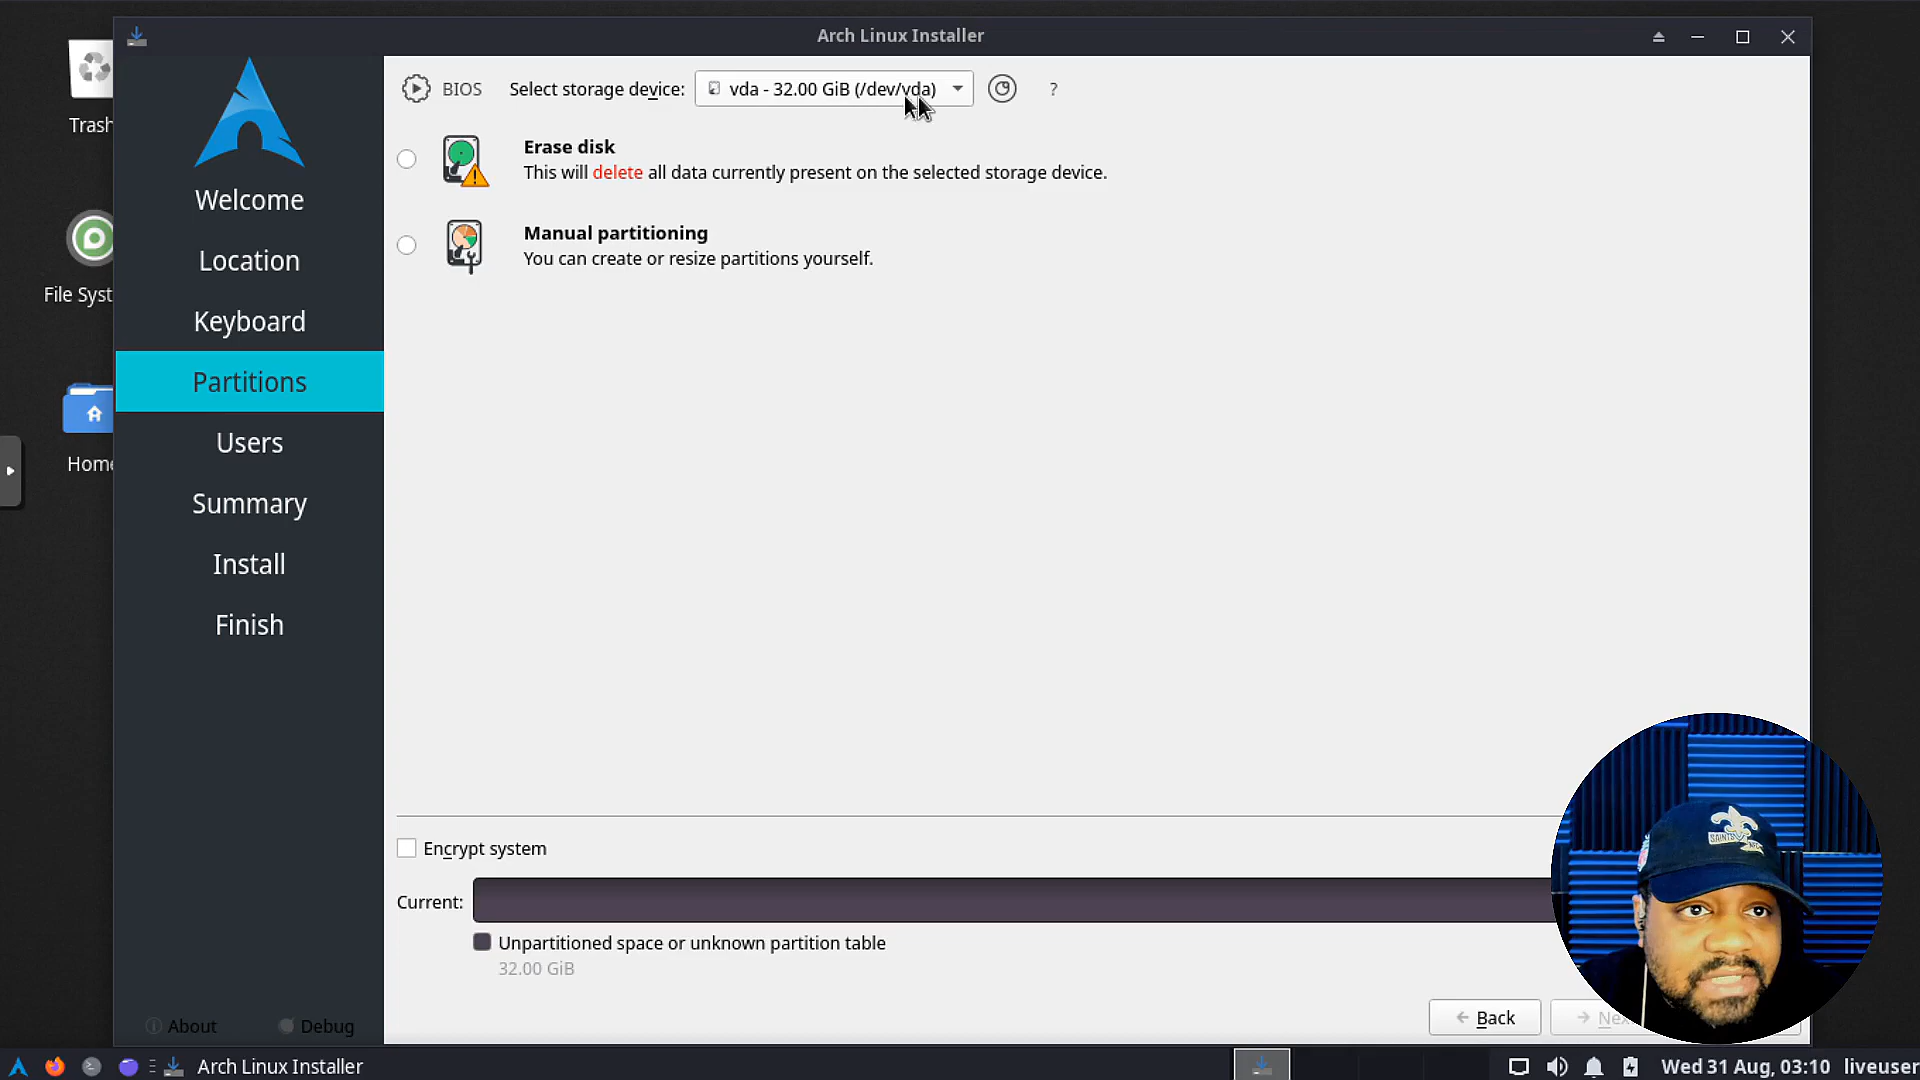 Arch Linux Installer
Trash
File Syst
Home
Welcome
Location
Keyboard
Partitions
Users
Summary
Install
Finish
About
Debug
BIOS
Select storage device:
vda - 32.00 GiB (/dev/vda)
?
Erase disk
This will delete all data currently present on the selected storage device.
Manual partitioning
You can create or resize partitions yourself.
Encrypt system
Current:
Unpartitioned space or unknown partition table
32.00 GiB
Back
SAINTS
Arch Linux Installer
Wed 31 Aug, 03:10
liveuser